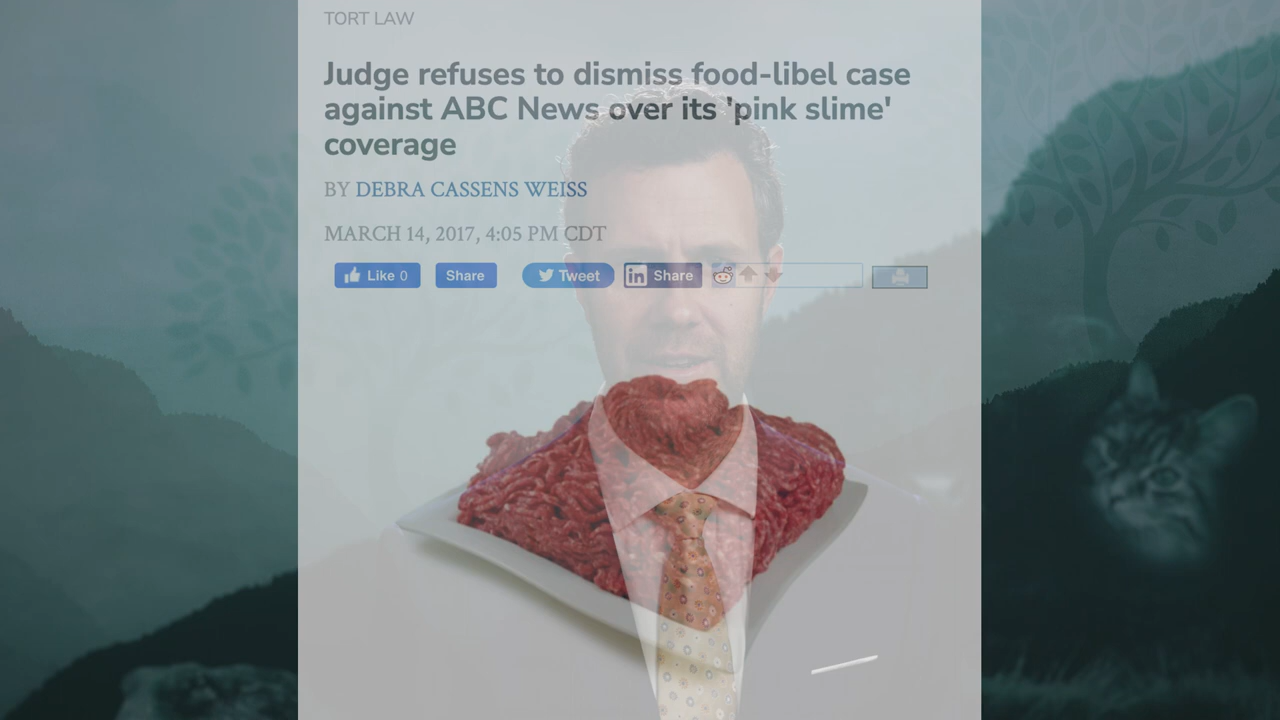 TORT LAW
Judge refuses to dismiss food-libel case
against ABC News over its 'pink slime'
coverage
BY DEBRA CASSENS WEISS
MARCH 14, 2017, 4:05 PM CDT
Like 0 Share Tweet in Share